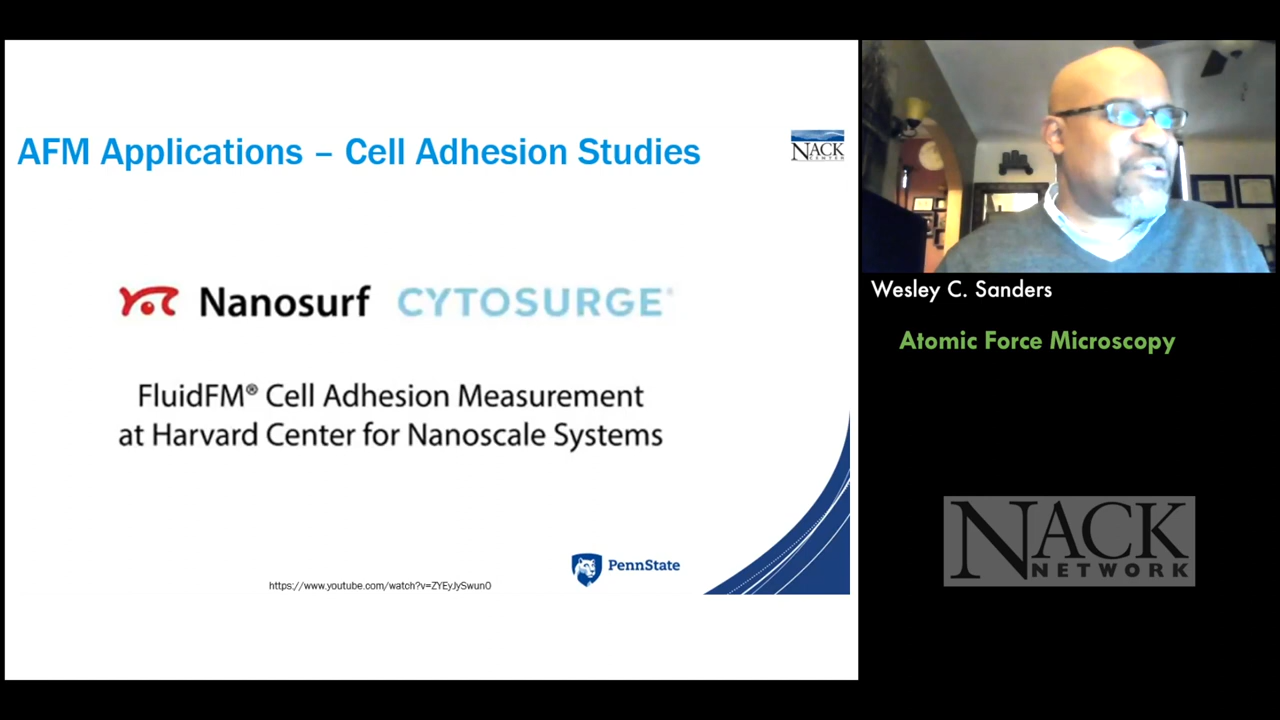 AFM Applications – Cell Adhesion Studies
NACK
CENTER
Nanosurf CYTOSURGE®
FluidFM® Cell Adhesion Measurement
at Harvard Center for Nanoscale Systems
PennState
https://www.youtube.com/watch?v=ZYEyJySwun0
Wesley C. Sanders
Atomic Force Microscopy
NACK
NETWORK